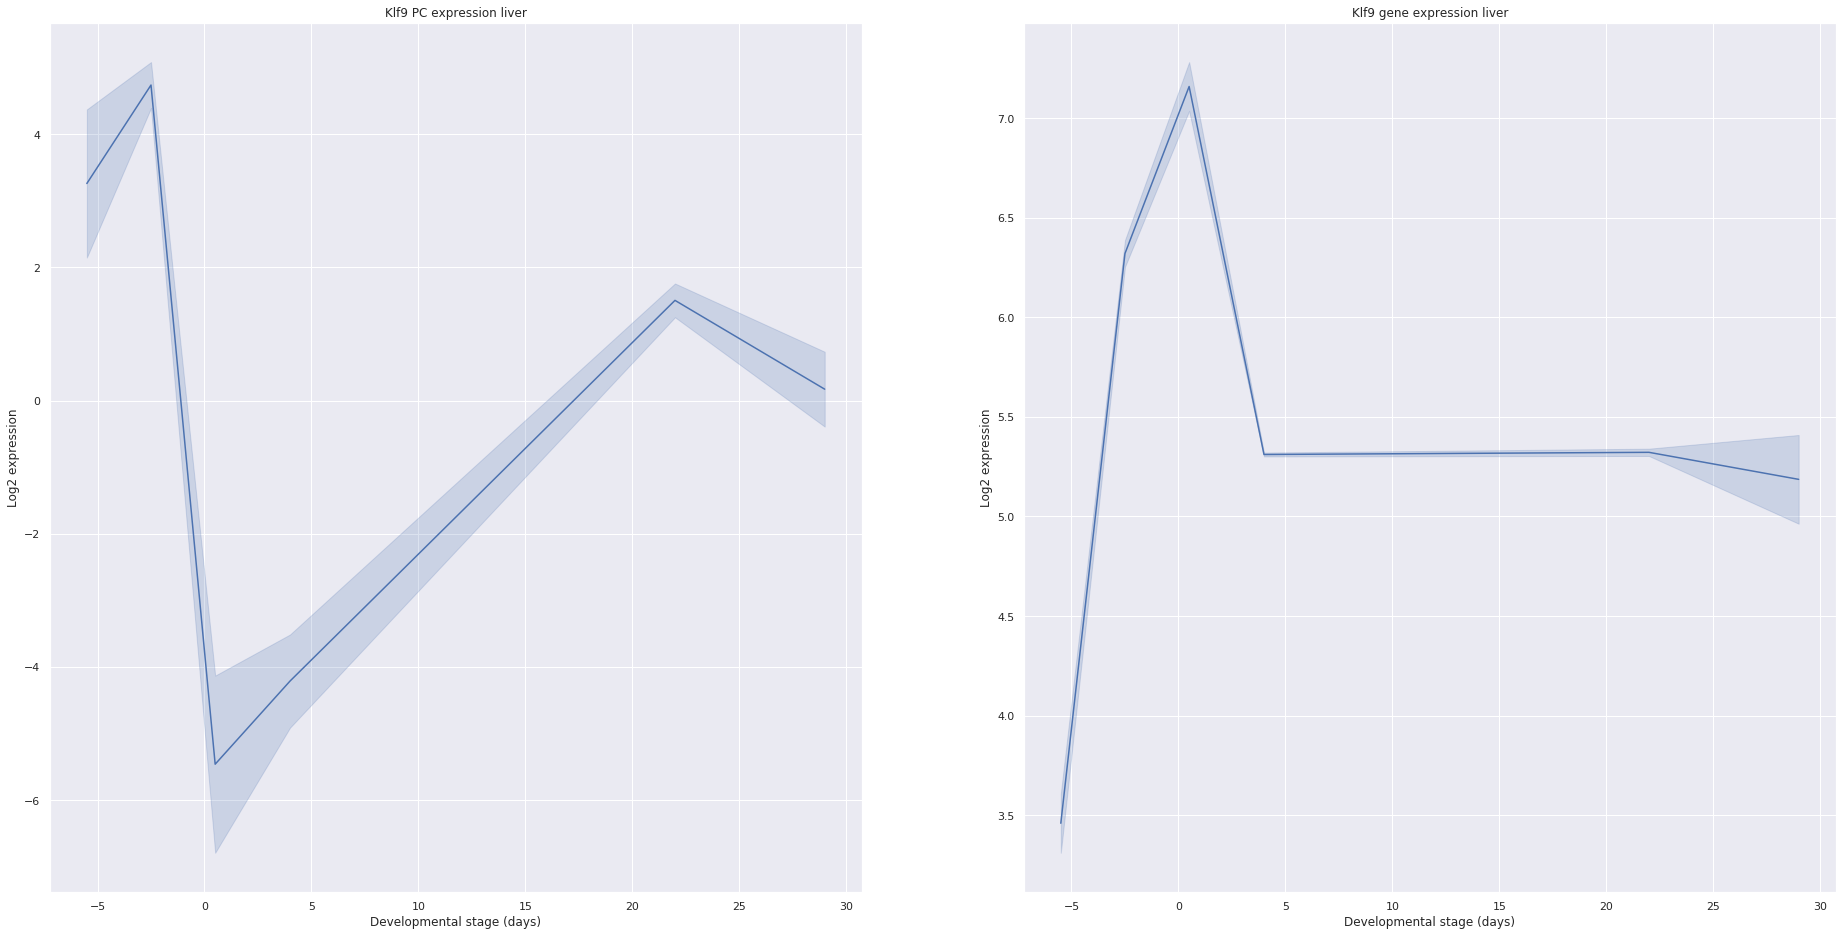 Klf9 PC expression liver
Log2 expression
4
2
0
−2
−4
−6
−5 0 5 10 15 20 25 30
Developmental stage (days)
Klf9 gene expression liver
Log2 expression
7.0
6.5
6.0
5.5
5.0
4.5
4.0
3.5
−5 0 5 10 15 20 25 30
Developmental stage (days)